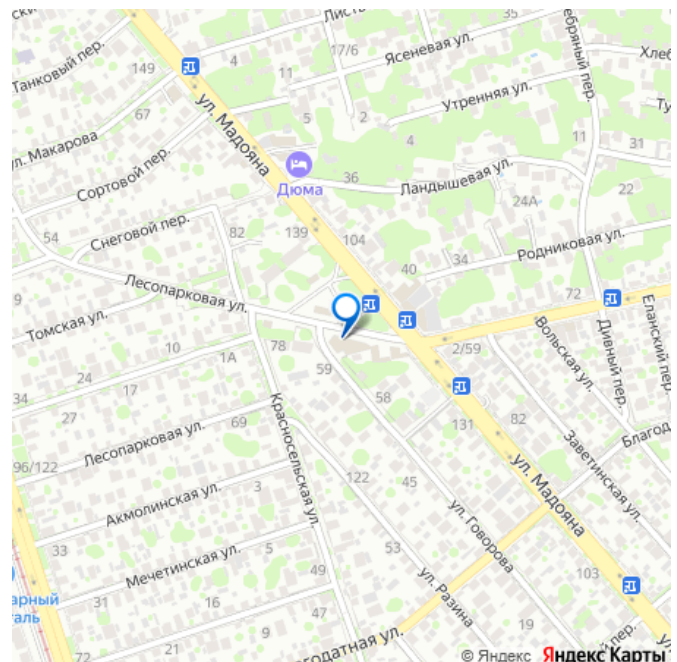 Листв
35
ебряный пер.
Танковый пер.
149
4
17/6
Ясеневая ул.
Хлеб
11
67
Утренняя ул.
ул. Макарова
ул. Мадояна
5
2
4
11
31
Сортовой пер.
Дюма
36
Ландышевая ул.
22
24А
Снеговой пер.
54
82
139
104
Родниковая ул.
40
34
Лесопарковая ул.
72
9
Томская ул.
Еланский пер.
10
1А
78
2/59
Вольская ул.
Дивный пер.
24
17
59
58
34
27
69
131
82
Благод
Лесопарковая ул.
Красносельская ул.
96/122
122
45
ул. Мадояна
Заветинская ул.
Акмолинская ул.
3
33
53
ул. Говорова
Мечетинская ул.
5
103
арный
таль
31
16
49
ул. Разина
47
72
9
19
й пер.
годатная ул.
© Яндекс Яндекс Карты